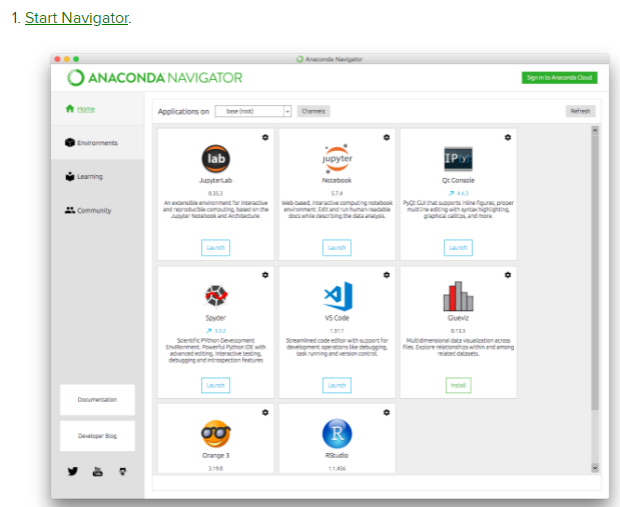 1. Start Navigator.
Anaconda Navigator
ANACONDA NAVIGATOR
Sign in to Anaconda Cloud
Home
Environments
Learning
Community
Documentation
Developer Blog
Applications on
base (root)
Channels
Refresh
lab
JupyterLab
0.35.3
An extensible environment for interactive
and reproducible computing, based on the
Jupyter Notebook and Architecture.
Launch
jupyter
Notebook
5.7.4
Web-based, interactive computing notebook
environment. Edit and run human-readable
docs while describing the data analysis.
Launch
IP[y]:
Qt Console
4.4.3
PyQt GUI that supports inline figures, proper
multiline editing with syntax highlighting,
graphical calltips, and more.
Launch
Spyder
3.3.2
Scientific PYthon Development
EnviRonment. Powerful Python IDE with
advanced editing, interactive testing,
debugging and introspection features
Launch
VS Code
1.31.1
Streamlined code editor with support for
development operations like debugging,
task running and version control.
Launch
Glueviz
0.13.3
Multidimensional data visualization across
files. Explore relationships within and among
related datasets.
Install
Orange 3
3.19.0
R
RStudio
1.1.456